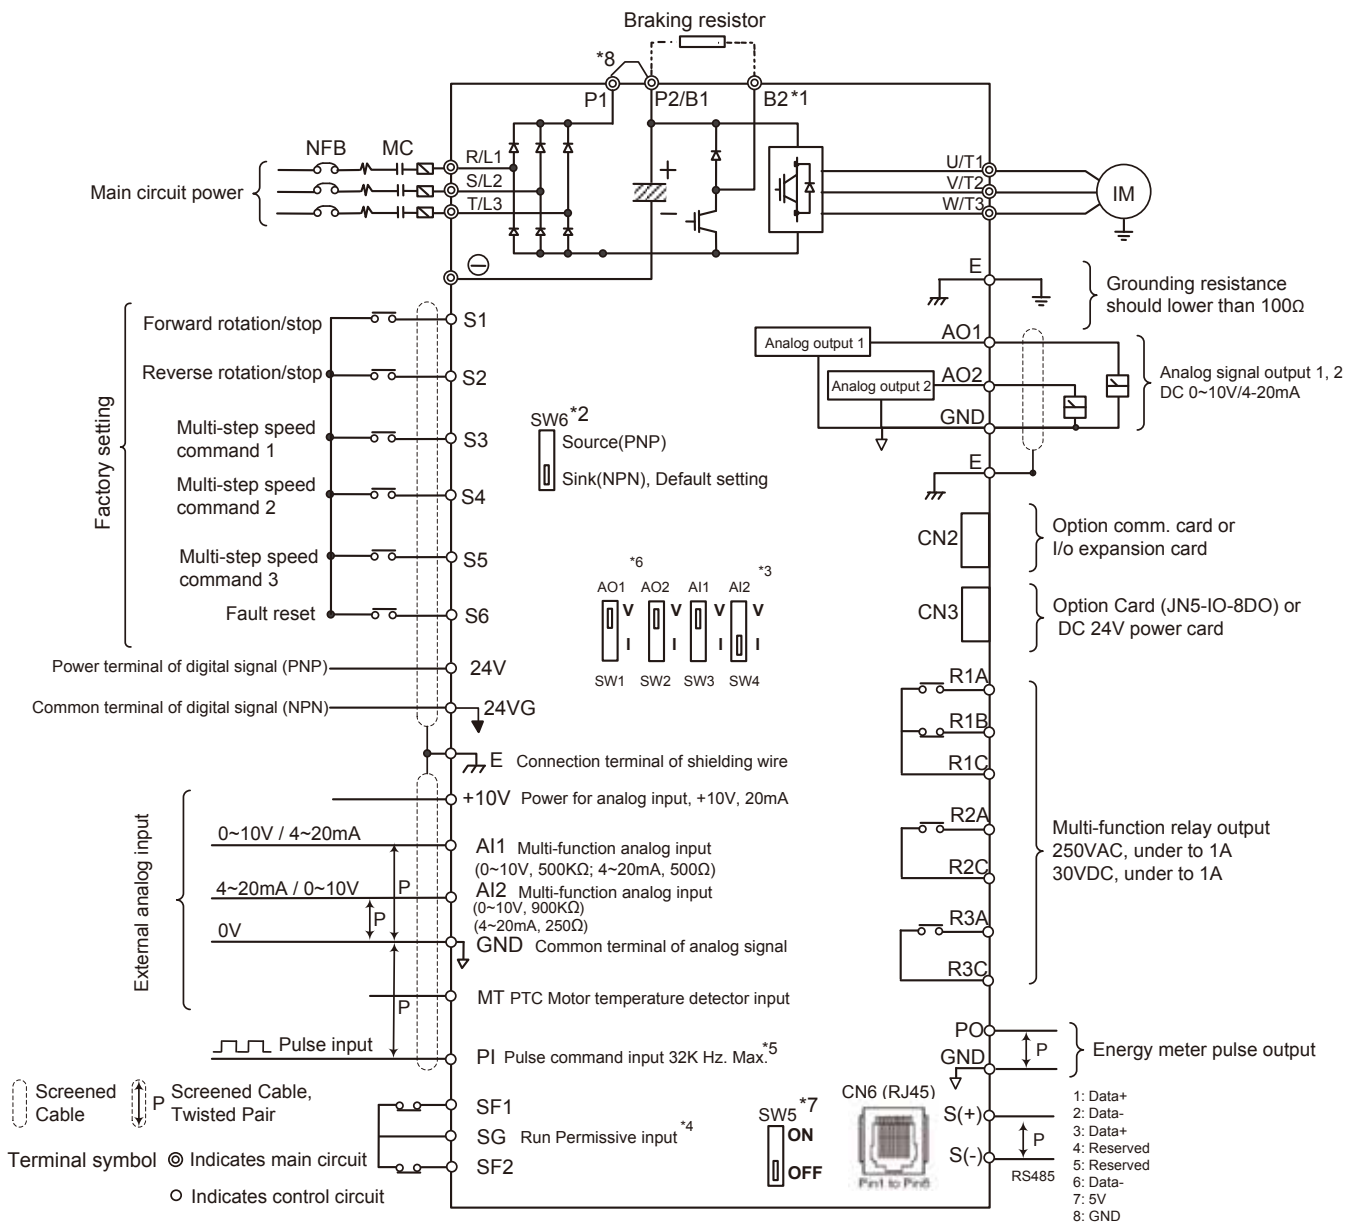 Braking resistor
*8
P1
P2/B1
B2 *1
NFB
MC
Main circuit power
R/L1
S/L2
T/L3
+
−
⊖
U/T1
V/T2
W/T3
IM
E
Grounding resistance
should lower than 100Ω
Factory setting
Forward rotation/stop
S1
Reverse rotation/stop
S2
Multi-step speed
command 1
S3
Multi-step speed
command 2
S4
Multi-step speed
command 3
S5
Fault reset
S6
Power terminal of digital signal (PNP)
24V
Common terminal of digital signal (NPN)
24VG
E Connection terminal of shielding wire
SW6 *2
Source(PNP)
Sink(NPN), Default setting
*6
*3
AO1
AO2
AI1
AI2
V
V
V
V
I
I
I
I
SW1
SW2
SW3
SW4
Analog output 1
AO1
Analog output 2
AO2
GND
Analog signal output 1, 2
DC 0~10V/4-20mA
E
CN2
Option comm. card or
I/o expansion card
CN3
Option Card (JN5-IO-8DO) or
DC 24V power card
R1A
R1B
R1C
R2A
R2C
R3A
R3C
Multi-function relay output
250VAC, under to 1A
30VDC, under to 1A
External analog input
+10V Power for analog input, +10V, 20mA
0~10V / 4~20mA
AI1 Multi-function analog input
(0~10V, 500KΩ; 4~20mA, 500Ω)
4~20mA / 0~10V
P
AI2 Multi-function analog input
(0~10V, 900KΩ)
(4~20mA, 250Ω)
P
0V
GND Common terminal of analog signal
MT PTC Motor temperature detector input
P
Pulse input
PI Pulse command input 32K Hz. Max. *5
PO
GND
P
Energy meter pulse output
Screened
Cable
P Screened Cable,
Twisted Pair
Terminal symbol
Indicates main circuit
Indicates control circuit
SF1
SG Run Permissive input *4
SF2
SW5 *7
ON
OFF
CN6 (RJ45)
Pin1 to Pin8
S(+)
S(-)
P
RS485
1: Data+
2: Data-
3: Data+
4: Reserved
5: Reserved
6: Data-
7: 5V
8: GND